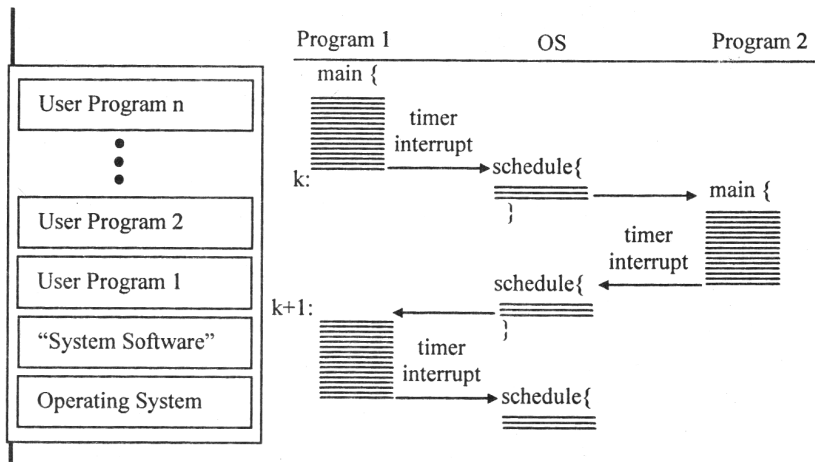 User Program n
User Program 2
User Program 1
“System Software”
Operating System
Program 1 OS Program 2
main {
timer
interrupt
k:
schedule{
}
main {
timer
interrupt
schedule{
k+1:
}
timer
interrupt
schedule{